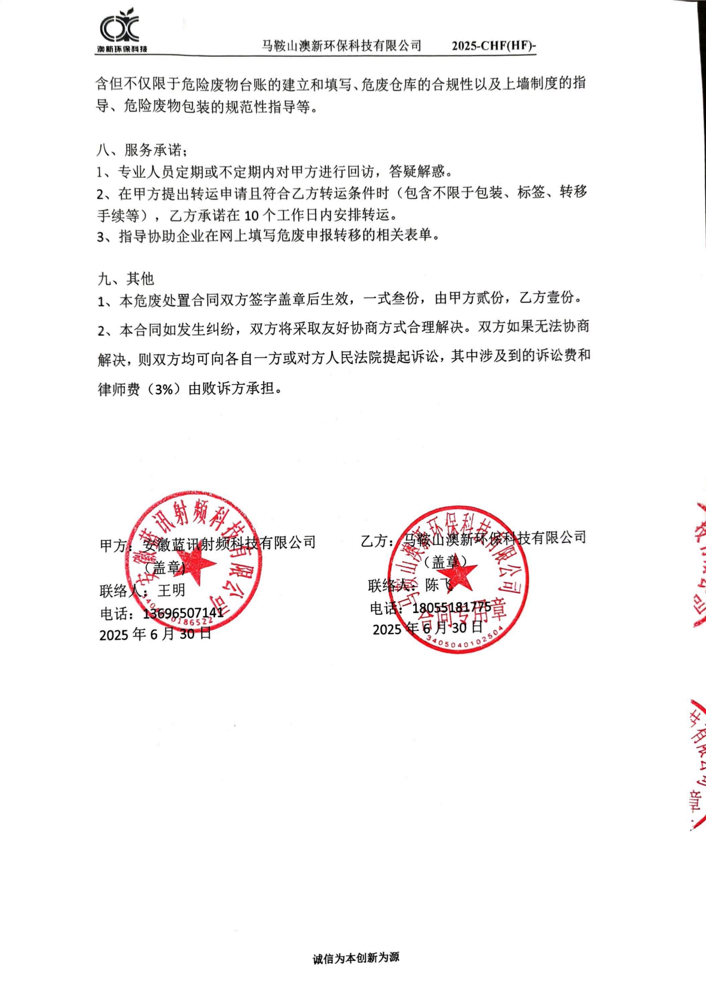 澳新环保科技
马鞍山澳新环保科技有限公司 2025-CHF(HF)-
含但不仅限于危险废物台账的建立和填写、危废仓库的合规性以及上墙制度的指
导、危险废物包装的规范性指导等。
八、服务承诺；
1、专业人员定期或不定期内对甲方进行回访，答疑解惑。
2、在甲方提出转运申请且符合乙方转运条件时（包含不限于包装、标签、转移
手续等），乙方承诺在 10 个工作日内安排转运。
3、指导协助企业在网上填写危废申报转移的相关表单。
九、其他
1、本危废处置合同双方签字盖章后生效，一式叁份，由甲方贰份，乙方壹份。
2、本合同如发生纠纷，双方将采取友好协商方式合理解决。双方如果无法协商
解决，则双方均可向各自一方或对方人民法院提起诉讼，其中涉及到的诉讼费和
律师费（3%）由败诉方承担。
甲方：安徽蓝讯射频科技有限公司
（盖章）
联络人：王明
电话：13696507141
2025 年 6 月 30 日
安徽蓝讯射频科技有限公司
乙方：马鞍山澳新环保科技有限公司
（盖章）
联络人：陈飞
电话：18055181775
2025 年 6 月 30 日
马鞍山澳新环保科技有限公司
合同专用章
3405040102504
有限公司
章
诚信为本创新为源